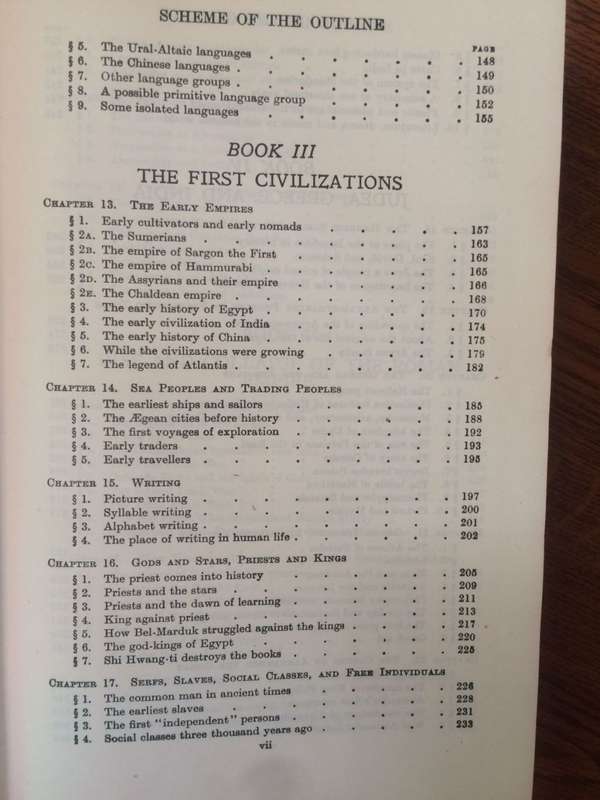 SCHEME OF THE OUTLINE
PAGE
§ 5. The Ural-Altaic languages . . . . . . . 148
§ 6. The Chinese languages . . . . . . . . 149
§ 7. Other language groups . . . . . . . . 150
§ 8. A possible primitive language group . . . . . 152
§ 9. Some isolated languages . . . . . . . 155
BOOK III
THE FIRST CIVILIZATIONS
CHAPTER 13. THE EARLY EMPIRES
§ 1. Early cultivators and early nomads . . . . . 157
§ 2A. The Sumerians . . . . . . . . . 163
§ 2B. The empire of Sargon the First . . . . . . 165
§ 2C. The empire of Hammurabi . . . . . . . 165
§ 2D. The Assyrians and their empire . . . . . . 166
§ 2E. The Chaldean empire . . . . . . . . 168
§ 3. The early history of Egypt . . . . . . . 170
§ 4. The early civilization of India . . . . . . 174
§ 5. The early history of China . . . . . . . 175
§ 6. While the civilizations were growing . . . . . 179
§ 7. The legend of Atlantis . . . . . . . . 182
CHAPTER 14. SEA PEOPLES AND TRADING PEOPLES
§ 1. The earliest ships and sailors . . . . . . 185
§ 2. The Ægean cities before history . . . . . . 188
§ 3. The first voyages of exploration . . . . . . 192
§ 4. Early traders . . . . . . . . . 193
§ 5. Early travellers . . . . . . . . . 195
CHAPTER 15. WRITING
§ 1. Picture writing . . . . . . . . . 197
§ 2. Syllable writing . . . . . . . . . 200
§ 3. Alphabet writing . . . . . . . . . 201
§ 4. The place of writing in human life . . . . . . 202
CHAPTER 16. GODS AND STARS, PRIESTS AND KINGS
§ 1. The priest comes into history . . . . . . 205
§ 2. Priests and the stars . . . . . . . . 209
§ 3. Priests and the dawn of learning . . . . . . 211
§ 4. King against priest . . . . . . . . 213
§ 5. How Bel-Marduk struggled against the kings . . . . 217
§ 6. The god-kings of Egypt . . . . . . . 220
§ 7. Shi Hwang-ti destroys the books . . . . . . 225
CHAPTER 17. SERFS, SLAVES, SOCIAL CLASSES, AND FREE INDIVIDUALS
§ 1. The common man in ancient times . . . . . 226
§ 2. The earliest slaves . . . . . . . . 228
§ 3. The first "independent" persons . . . . . . 231
§ 4. Social classes three thousand years ago . . . . . 233
vii